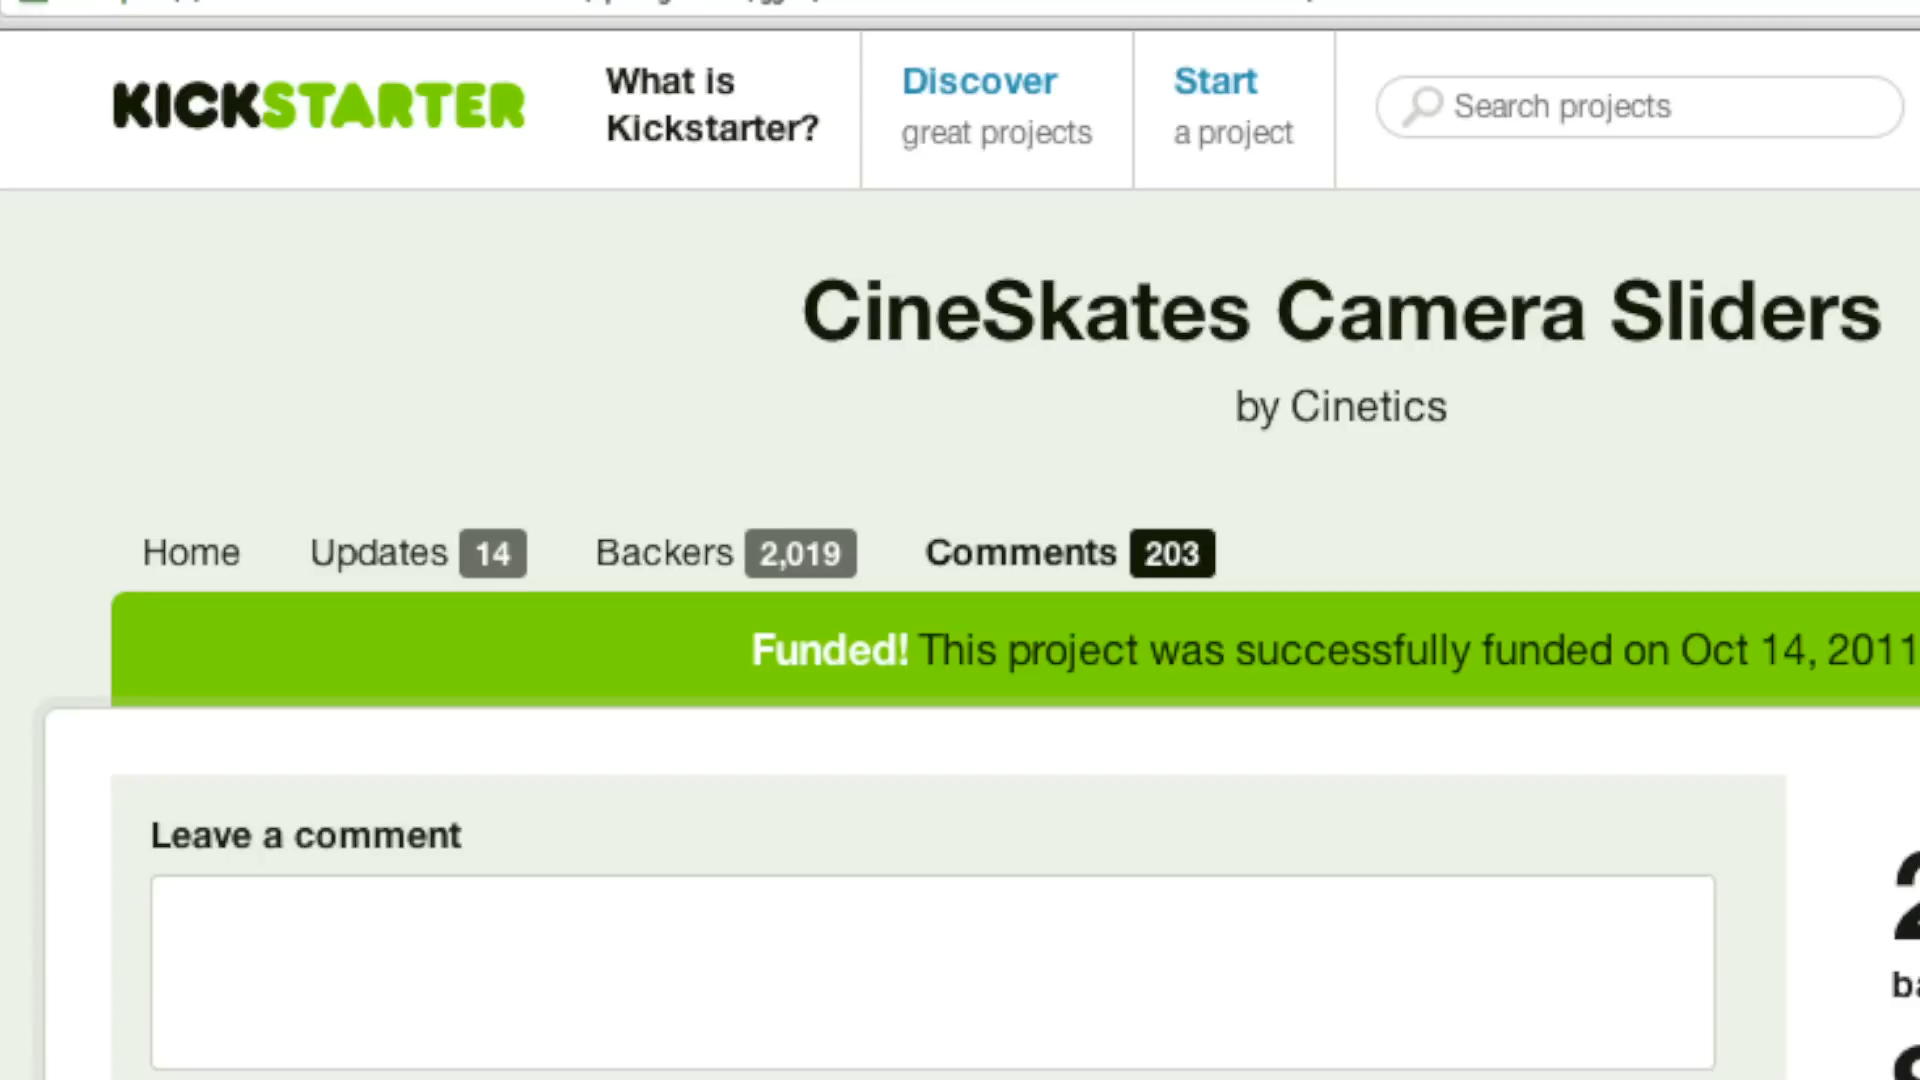 KICKSTARTER
What is
Kickstarter?
Discover
great projects
Start
a project
Search projects
CineSkates Camera Sliders
by Cinetics
Home Updates 14 Backers 2,019 Comments 203
Funded! This project was successfully funded on Oct 14, 2011
Leave a comment